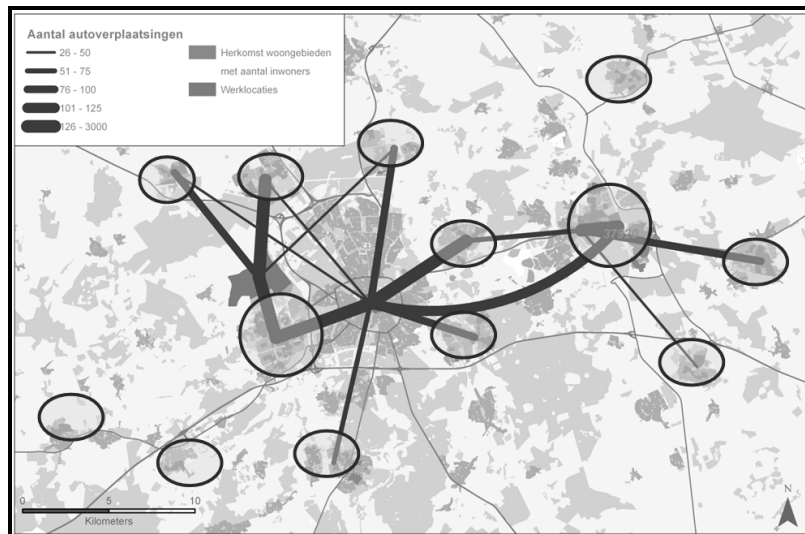 Aantal autoverplaatsingen
26 - 50
51 - 75
76 - 100
101 - 125
126 - 3000
Herkomst woongebieden
met aantal inwoners
Werklocaties
0 5 10
Kilometers
N